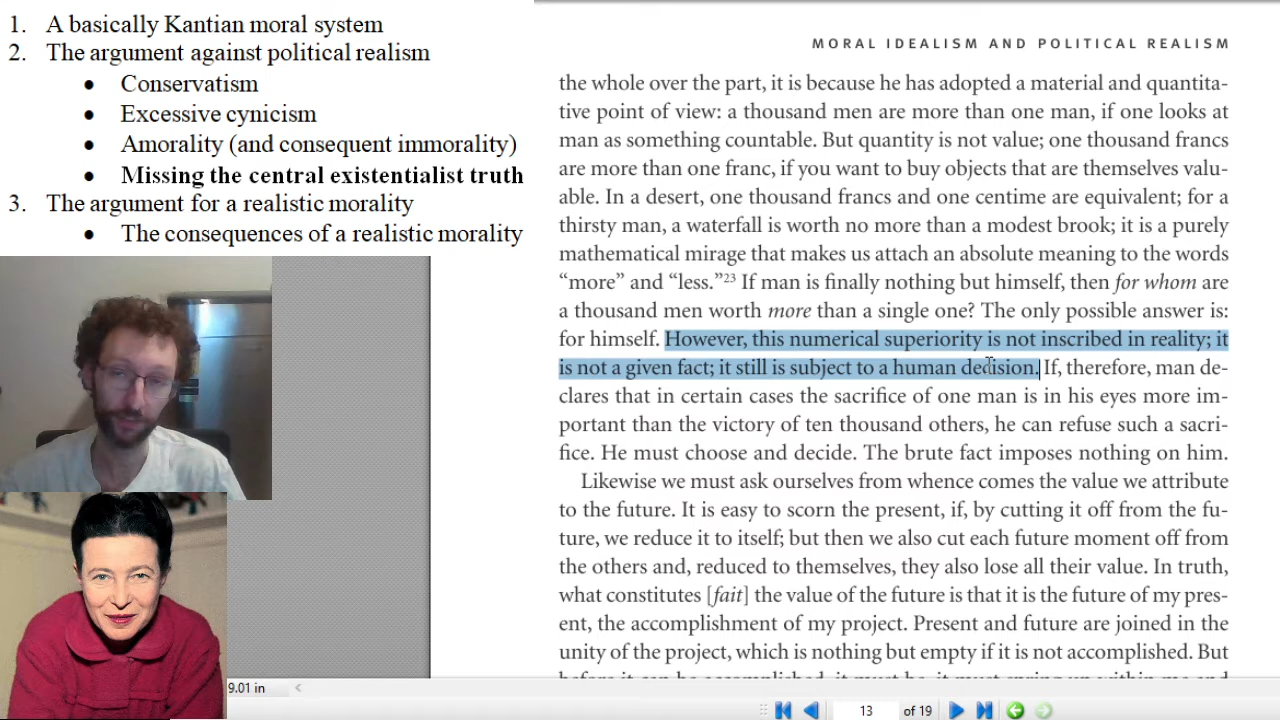 1. A basically Kantian moral system
2. The argument against political realism
• Conservatism
• Excessive cynicism
• Amorality (and consequent immorality)
• Missing the central existentialist truth
3. The argument for a realistic morality
• The consequences of a realistic morality
MORAL IDEALISM AND POLITICAL REALISM
the whole over the part, it is because he has adopted a material and quantita-
tive point of view: a thousand men are more than one man, if one looks at
man as something countable. But quantity is not value; one thousand francs
are more than one franc, if you want to buy objects that are themselves valu-
able. In a desert, one thousand francs and one centime are equivalent; for a
thirsty man, a waterfall is worth no more than a modest brook; it is a purely
mathematical mirage that makes us attach an absolute meaning to the words
“more” and “less.”23 If man is finally nothing but himself, then for whom are
a thousand men worth more than a single one? The only possible answer is:
for himself. However, this numerical superiority is not inscribed in reality; it
is not a given fact; it still is subject to a human decision. If, therefore, man de-
clares that in certain cases the sacrifice of one man is in his eyes more im-
portant than the victory of ten thousand others, he can refuse such a sacri-
fice. He must choose and decide. The brute fact imposes nothing on him.
Likewise we must ask ourselves from whence comes the value we attribute
to the future. It is easy to scorn the present, if, by cutting it off from the fu-
ture, we reduce it to itself; but then we also cut each future moment off from
the others and, reduced to themselves, they also lose all their value. In truth,
what constitutes [fait] the value of the future is that it is the future of my pres-
ent, the accomplishment of my project. Present and future are joined in the
unity of the project, which is nothing but empty if it is not accomplished. But
9.01 in
13 of 19